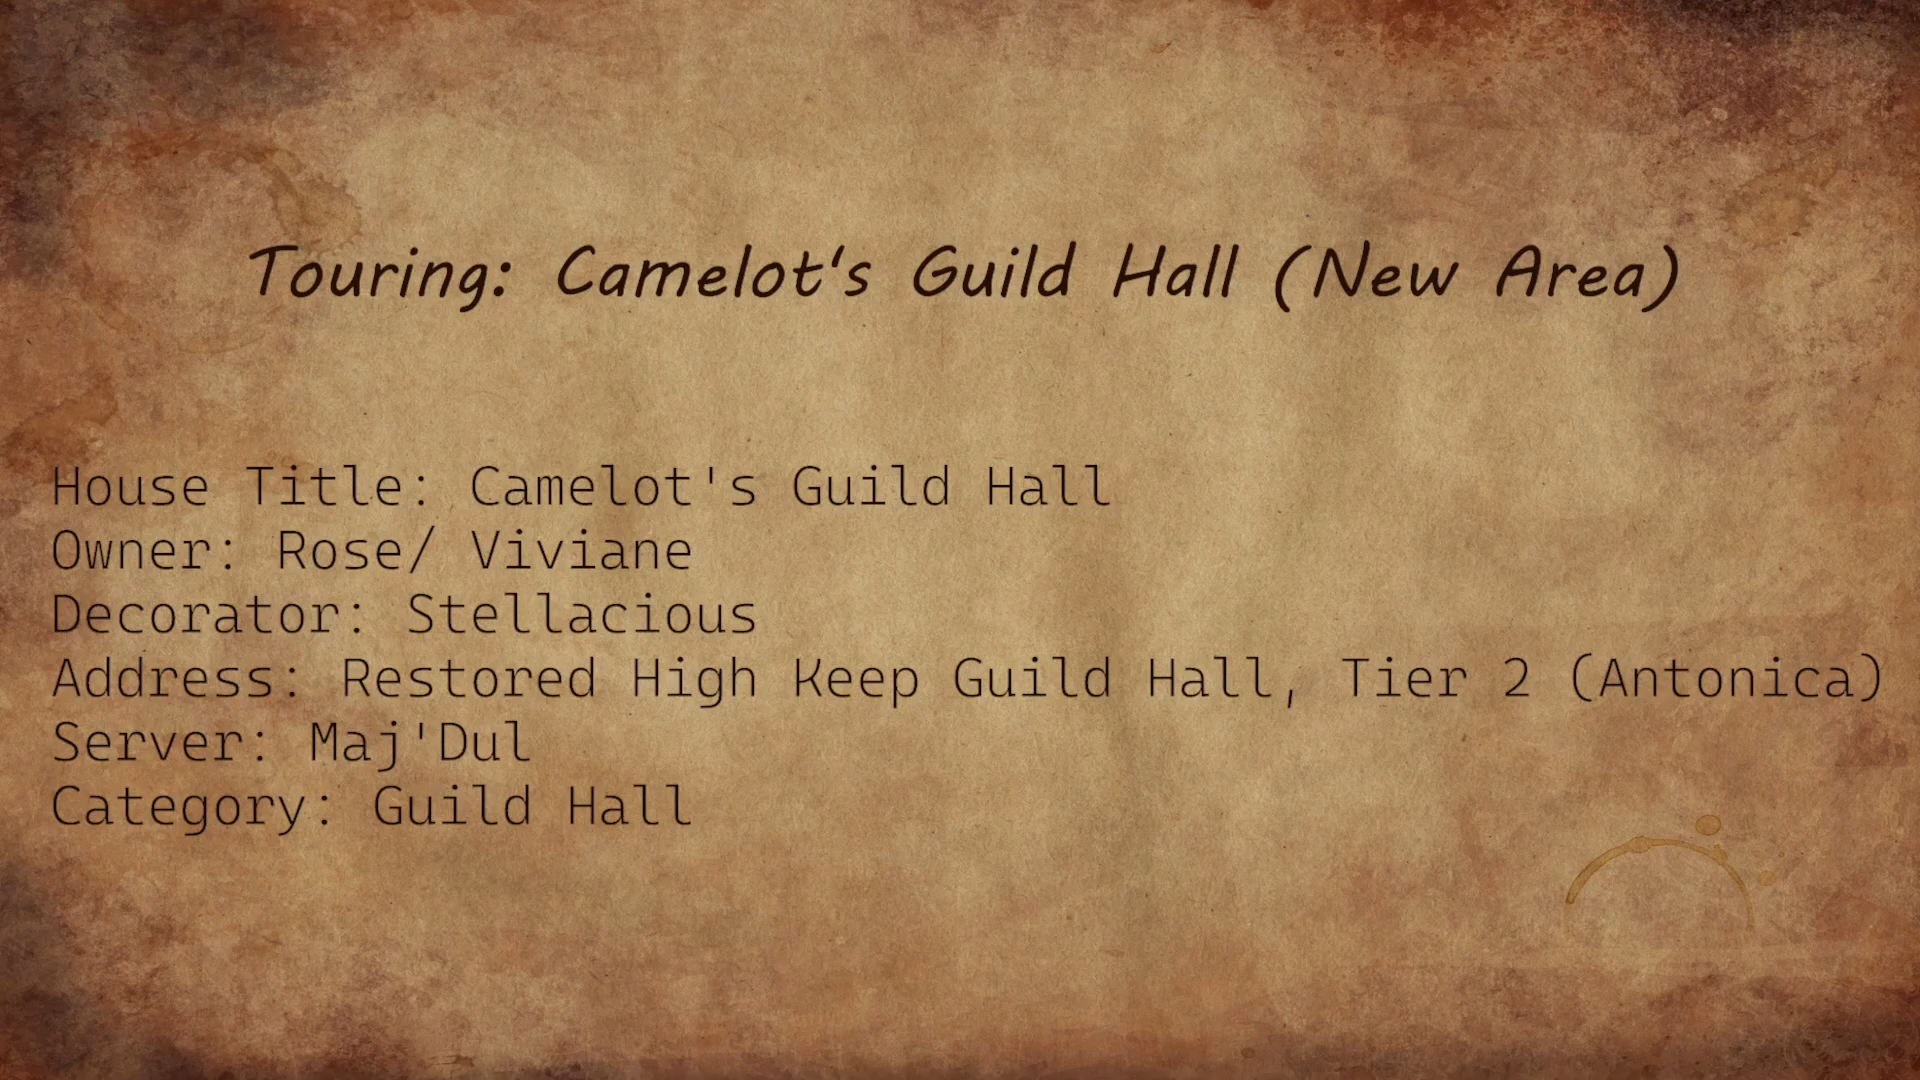 Touring: Camelot's Guild Hall (New Area)
House Title: Camelot's Guild Hall
Owner: Rose/ Viviane
Decorator: Stellacious
Address: Restored High Keep Guild Hall, Tier 2 (Antonica)
Server: Maj'Dul
Category: Guild Hall